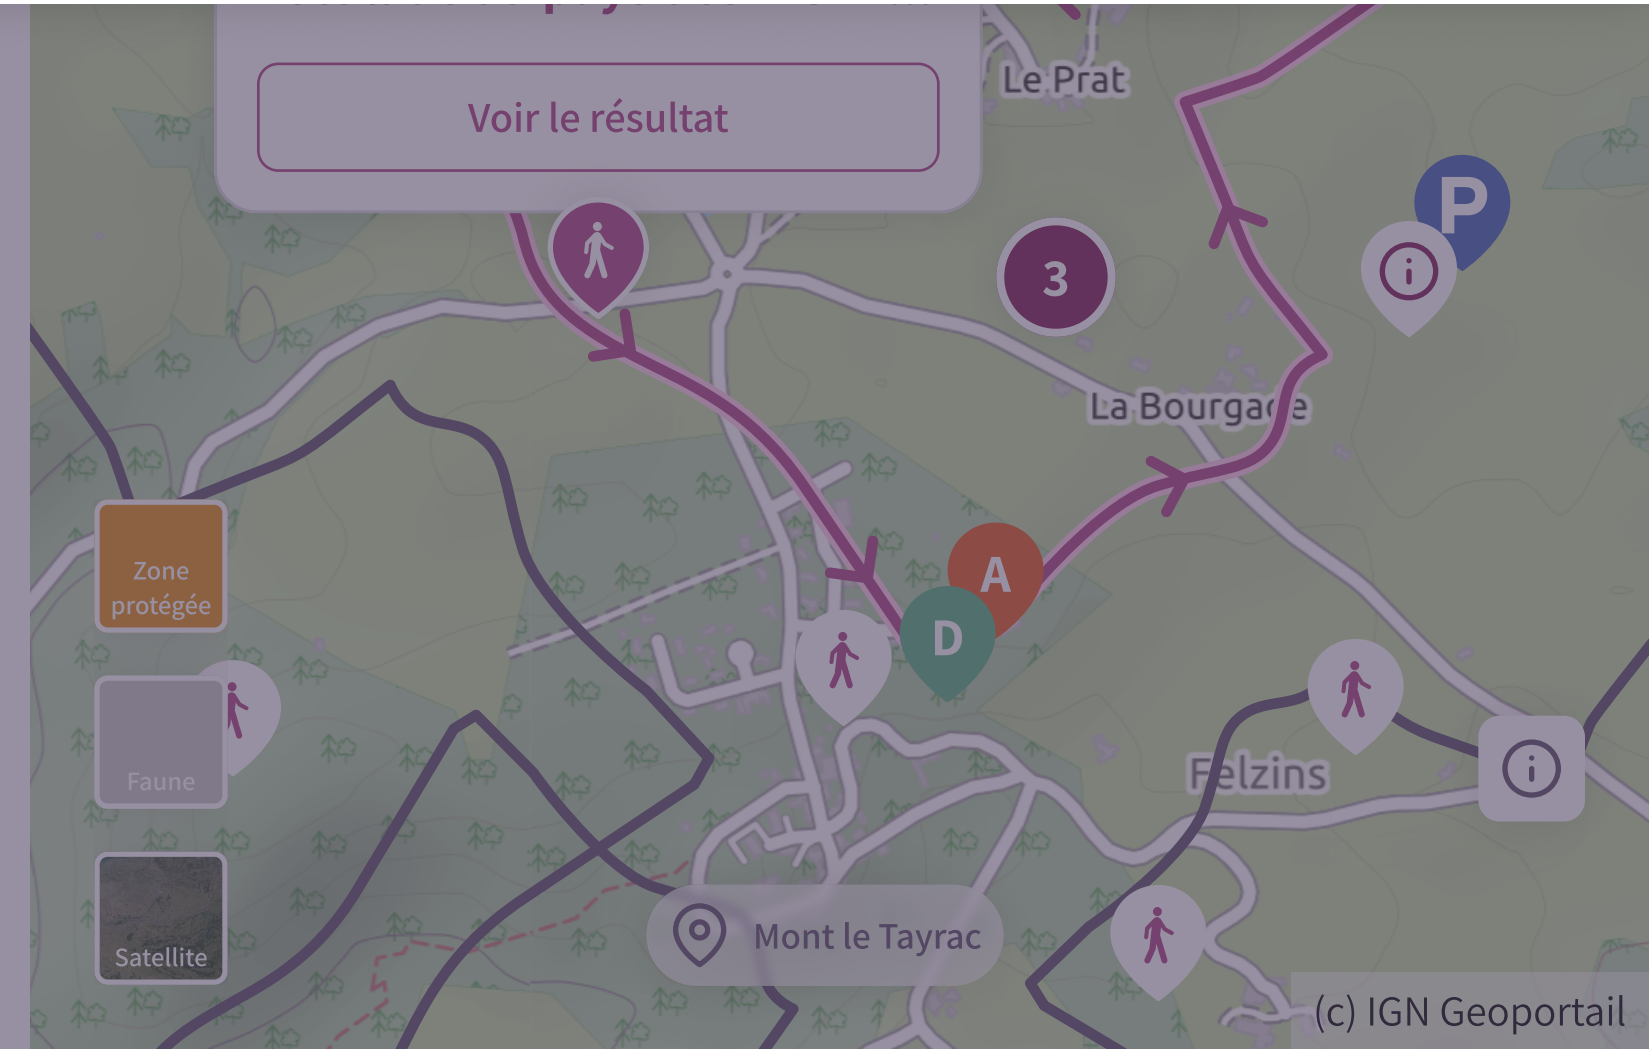 Le Prat
Voir le résultat
P
3
La Bourgade
A
D
Zone
protégée
Faune
Felzins
Satellite
Mont le Tayrac
(c) IGN Geoportail